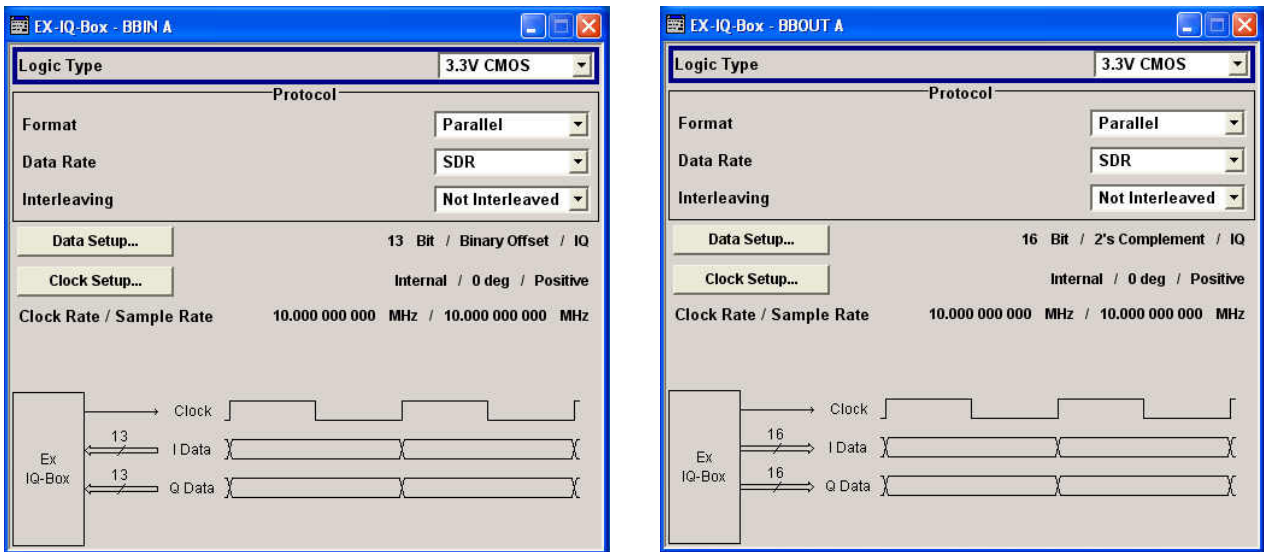 EX-IQ-Box - BBIN A
Logic Type 3.3V CMOS
Protocol
Format Parallel
Data Rate SDR
Interleaving Not Interleaved
Data Setup... 13 Bit / Binary Offset / IQ
Clock Setup... Internal / 0 deg / Positive
Clock Rate / Sample Rate 10.000 000 000 MHz / 10.000 000 000 MHz
Clock
13
I Data
Ex
IQ-Box
13
Q Data
EX-IQ-Box - BBOUT A
Logic Type 3.3V CMOS
Protocol
Format Parallel
Data Rate SDR
Interleaving Not Interleaved
Data Setup... 16 Bit / 2's Complement / IQ
Clock Setup... Internal / 0 deg / Positive
Clock Rate / Sample Rate 10.000 000 000 MHz / 10.000 000 000 MHz
Clock
16
I Data
Ex
IQ-Box
16
Q Data